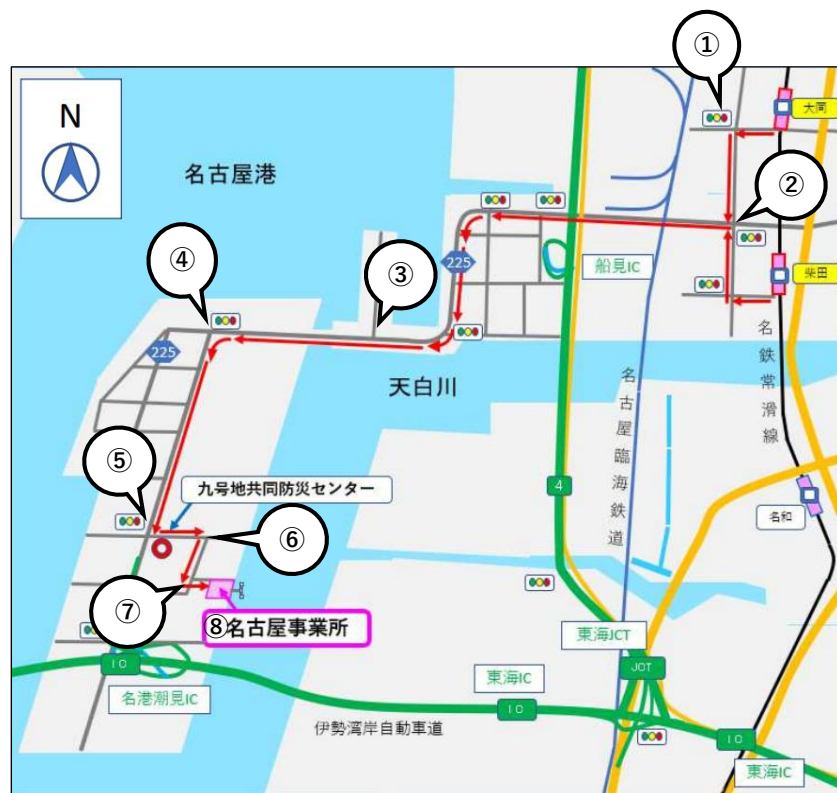 ①
N
大同
名古屋港
②
④
③
225
船見IC
柴田
225
天白川
名鉄常滑線
名古屋臨海鉄道
⑤
九号地共同防災センター
4
名和
⑥
⑦
⑧名古屋事業所
東海JCT
IC
JCT
東海IC
名港潮見IC
IC
伊勢湾岸自動車道
IC
東海IC